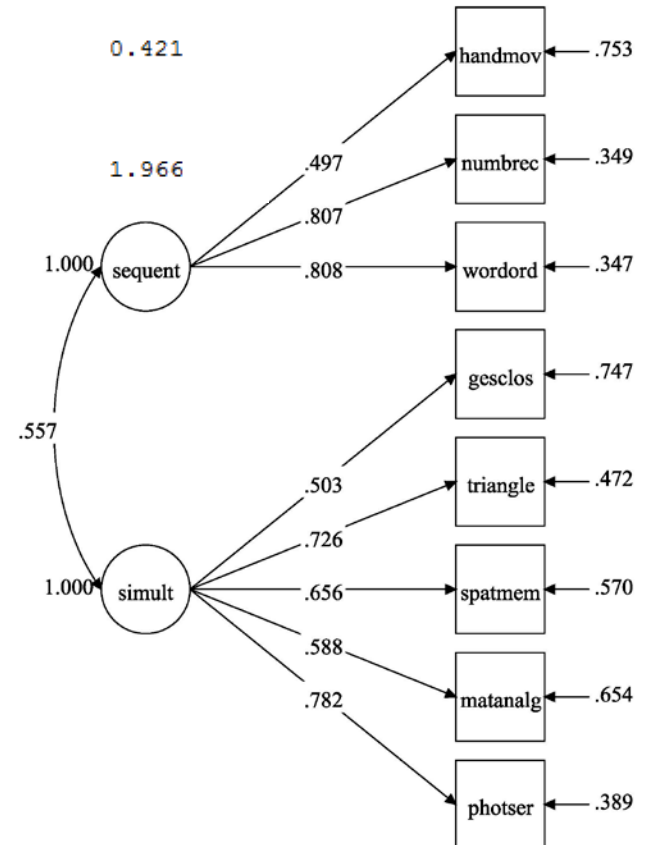 0.421
handmov
.753
.497
1.966
numbrec
.349
.807
1.000
sequent
.808
wordord
.347
gesclos
.747
.557
.503
triangle
.472
.726
1.000
simult
.656
spatmem
.570
.588
matanalg
.654
.782
photser
.389